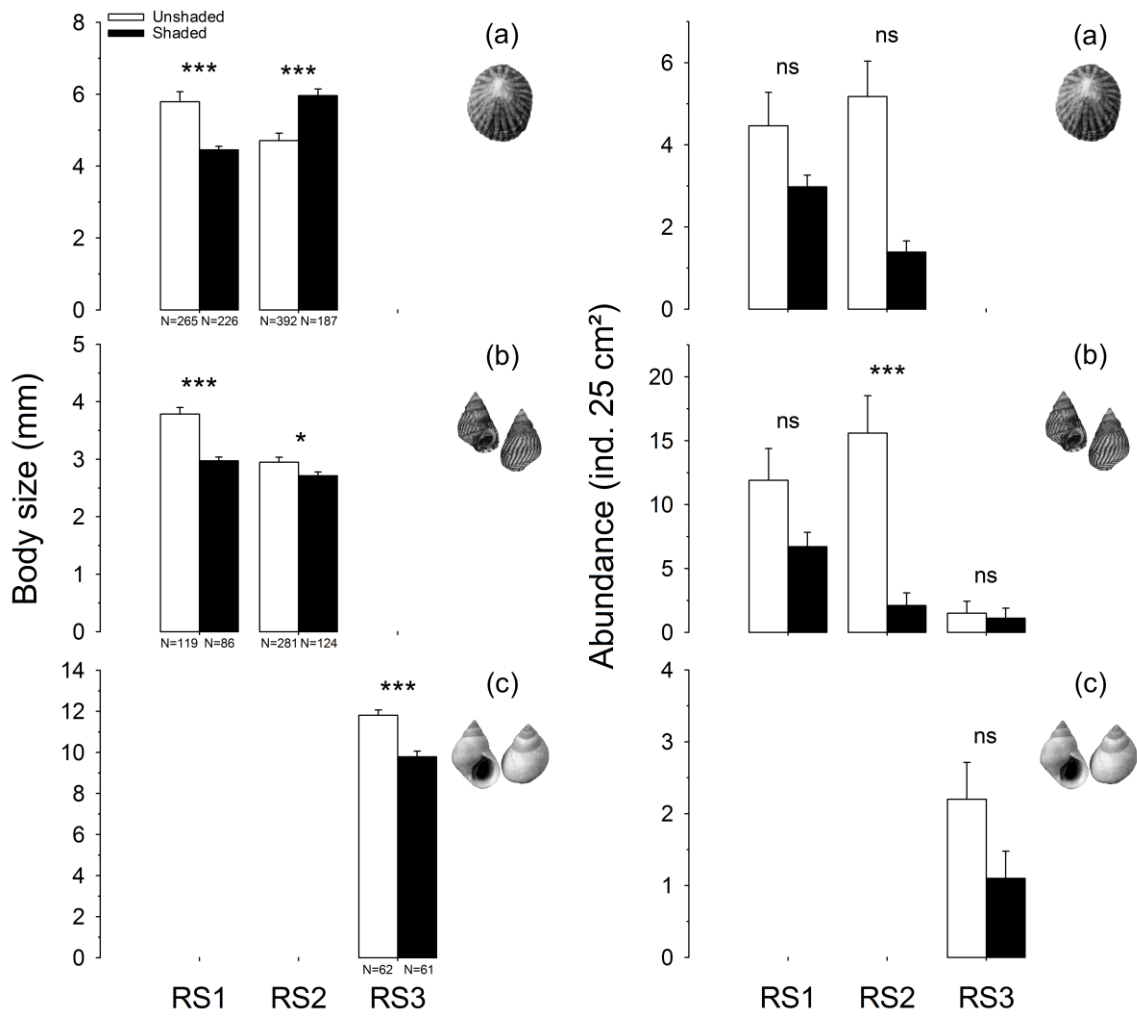 Unshaded
Shaded
Body size (mm)
(a)
8
6
4
2
0
***
***
N=265 N=226
N=392 N=187
(b)
5
4
3
2
1
0
***
*
N=119 N=86
N=281 N=124
(c)
14
12
10
8
6
4
2
0
***
N=62 N=61
RS1 RS2 RS3
Abundance (ind. 25 cm²)
(a)
6
4
2
0
ns
ns
(b)
20
15
10
5
0
ns
***
ns
(c)
4
3
2
1
0
ns
RS1 RS2 RS3